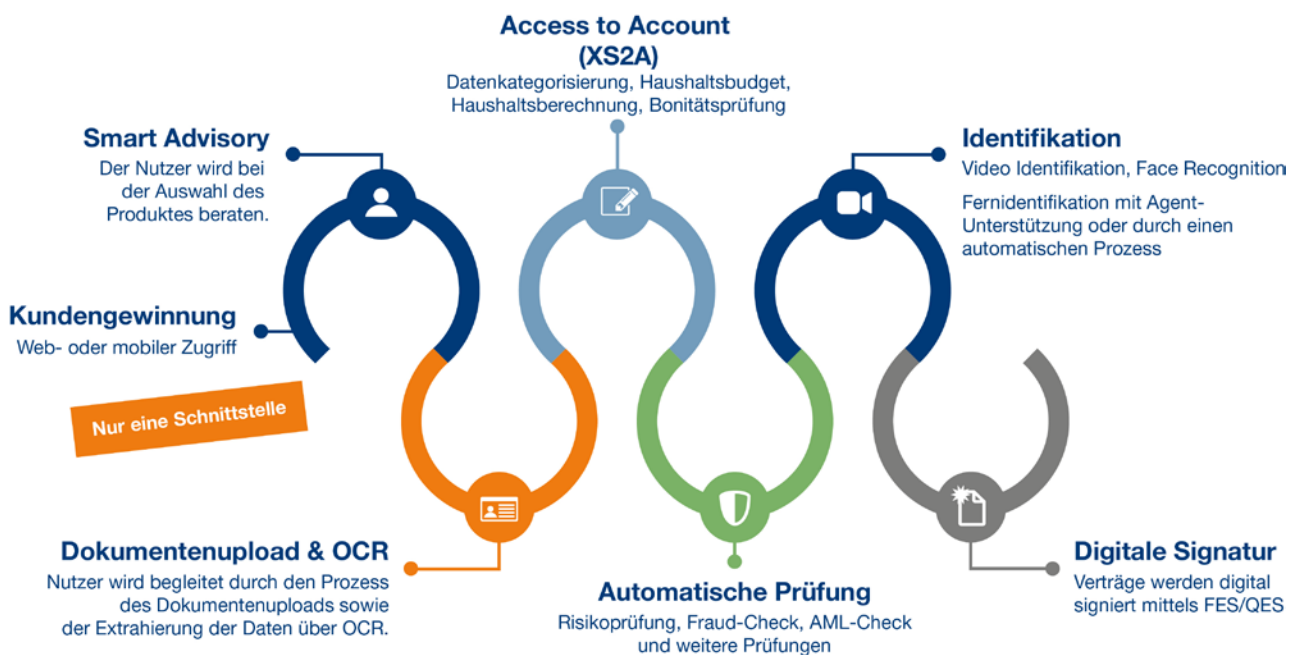 Access to Account
(XS2A)
Datenkategorisierung, Haushaltsbudget,
Haushaltsberechnung, Bonitätsprüfung
Smart Advisory
Der Nutzer wird bei
der Auswahl des
Produktes beraten.
Identifikation
Video Identifikation, Face Recognition
Fernidentifikation mit Agent-
Unterstützung oder durch einen
automatischen Prozess
Kundengewinnung
Web- oder mobiler Zugriff
Nur eine Schnittstelle
Dokumentenupload & OCR
Nutzer wird begleitet durch den Prozess
des Dokumentenuploads sowie
der Extrahierung der Daten über OCR.
Automatische Prüfung
Risikoprüfung, Fraud-Check, AML-Check
und weitere Prüfungen
Digitale Signatur
Verträge werden digital
signiert mittels FES/QES